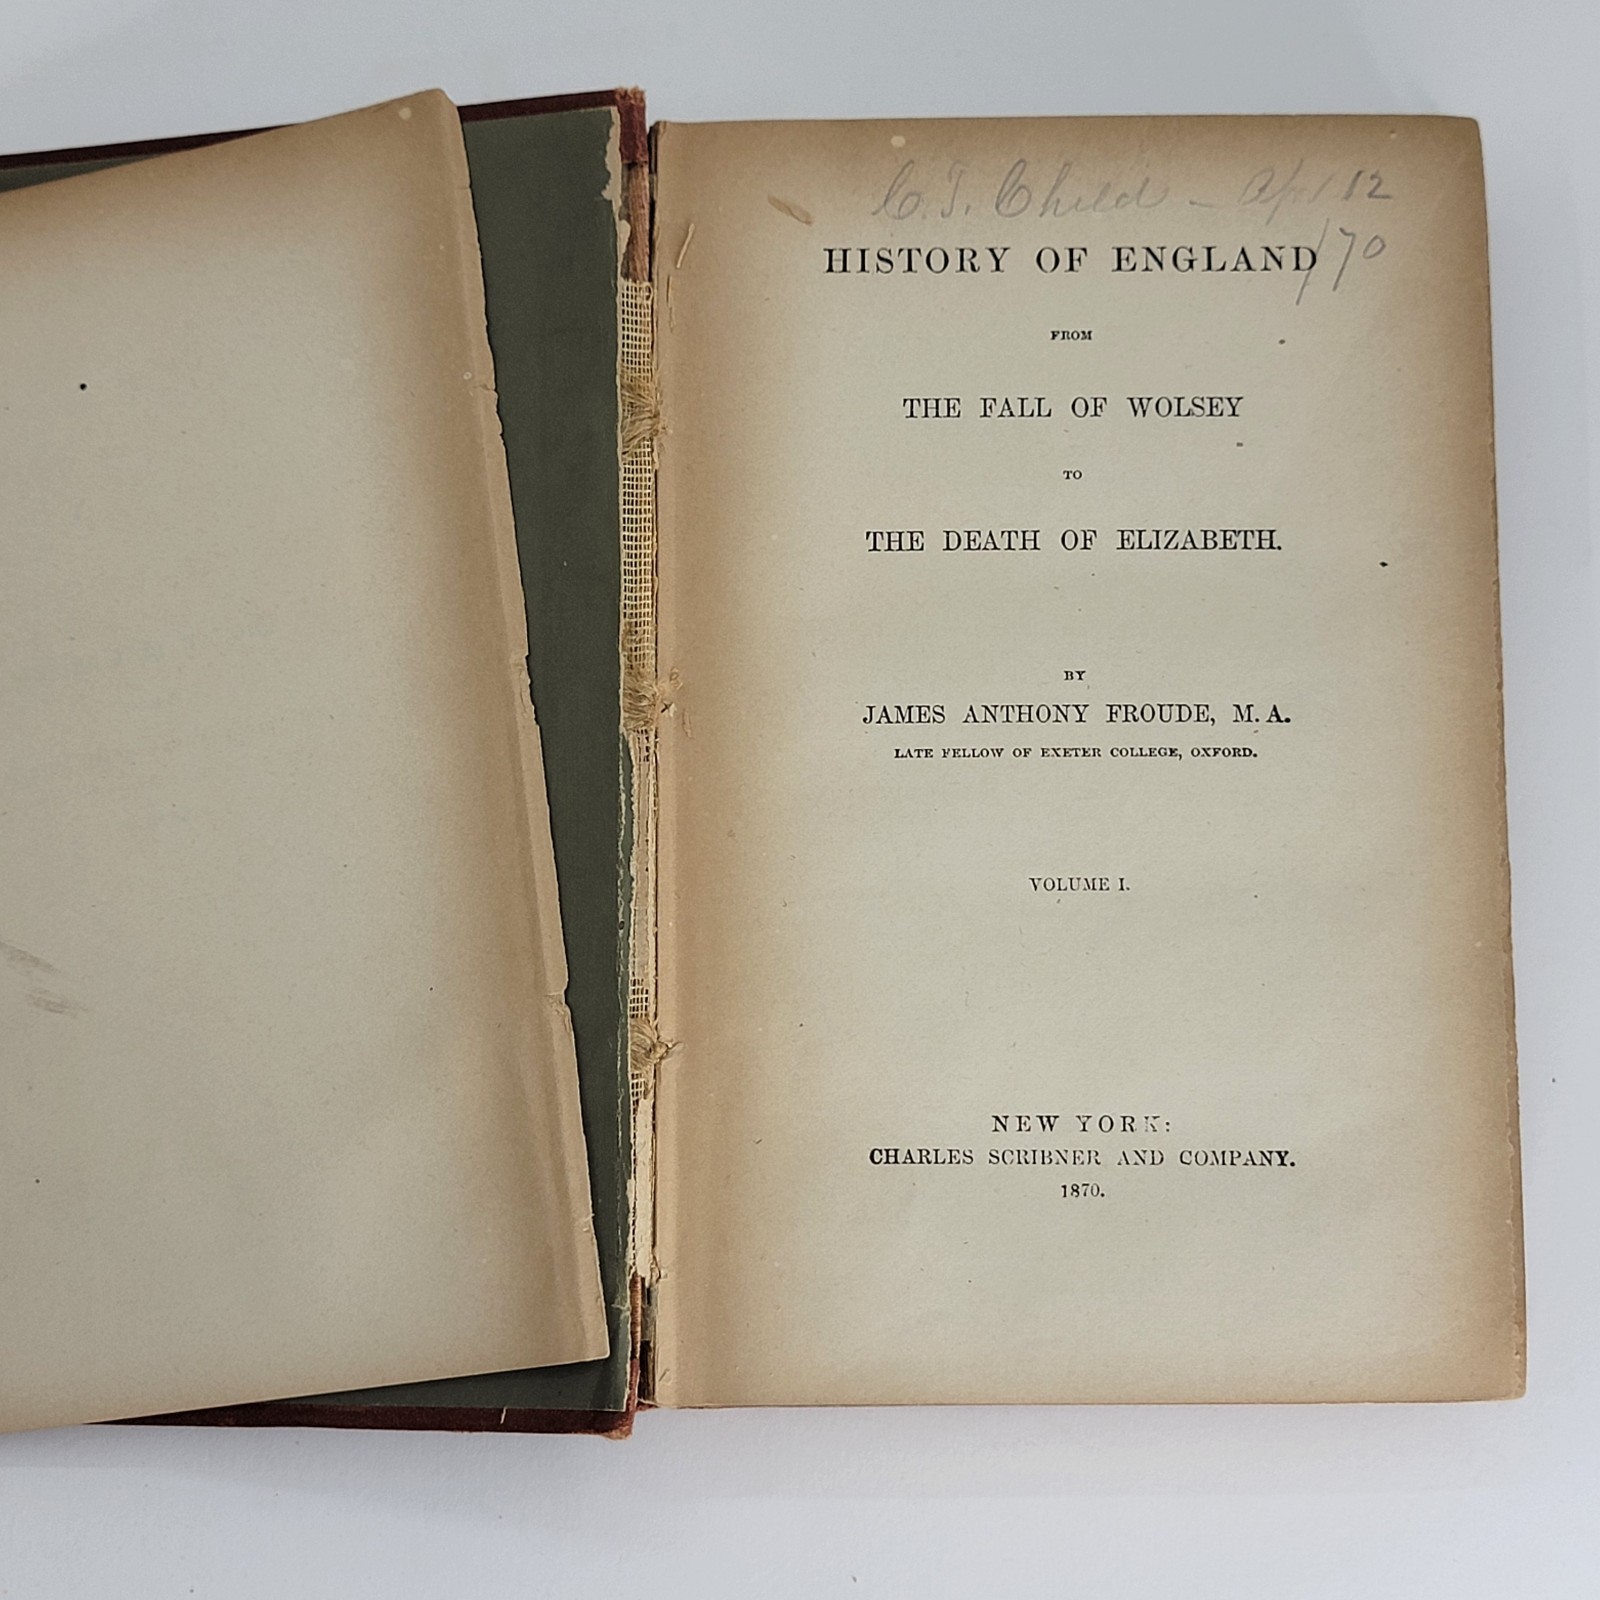 C. T. Child - Apr 12
/70
HISTORY OF ENGLAND
FROM
THE FALL OF WOLSEY
TO
THE DEATH OF ELIZABETH.
BY
JAMES ANTHONY FROUDE, M. A.
LATE FELLOW OF EXETER COLLEGE, OXFORD.
VOLUME I.
NEW YORK:
CHARLES SCRIBNER AND COMPANY.
1870.